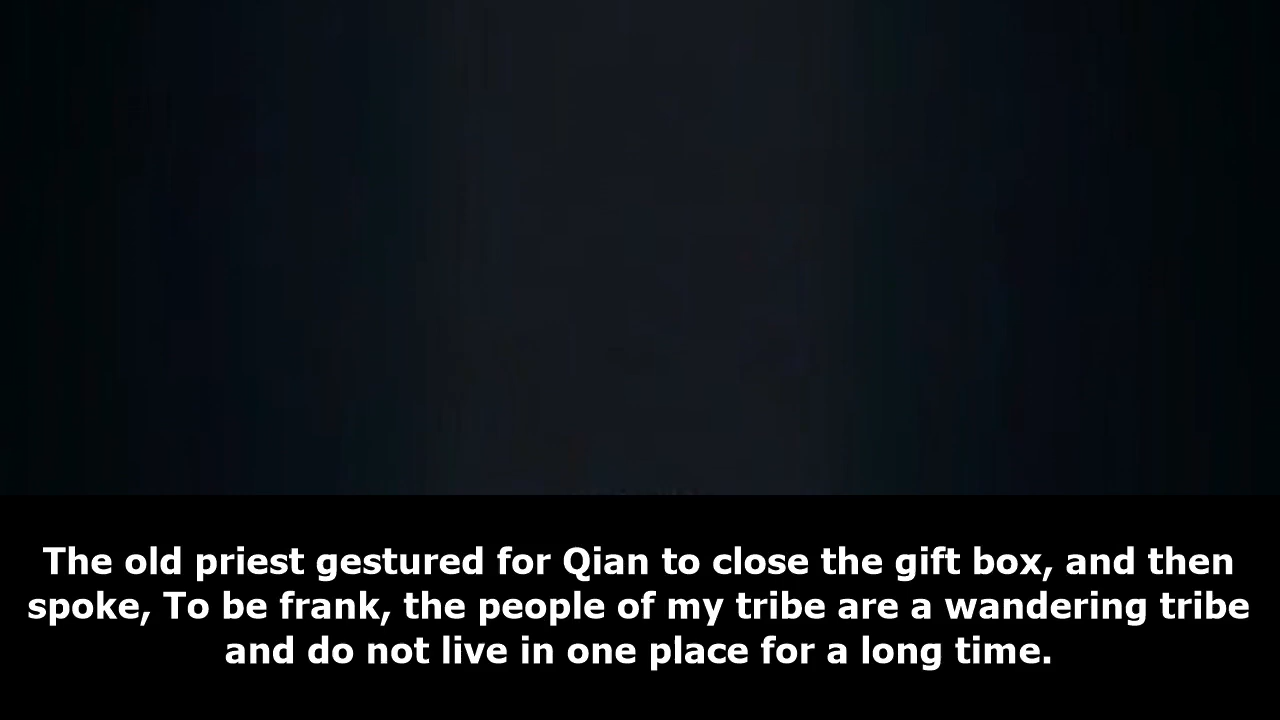 The old priest gestured for Qian to close the gift box, and then
spoke, To be frank, the people of my tribe are a wandering tribe
and do not live in one place for a long time.